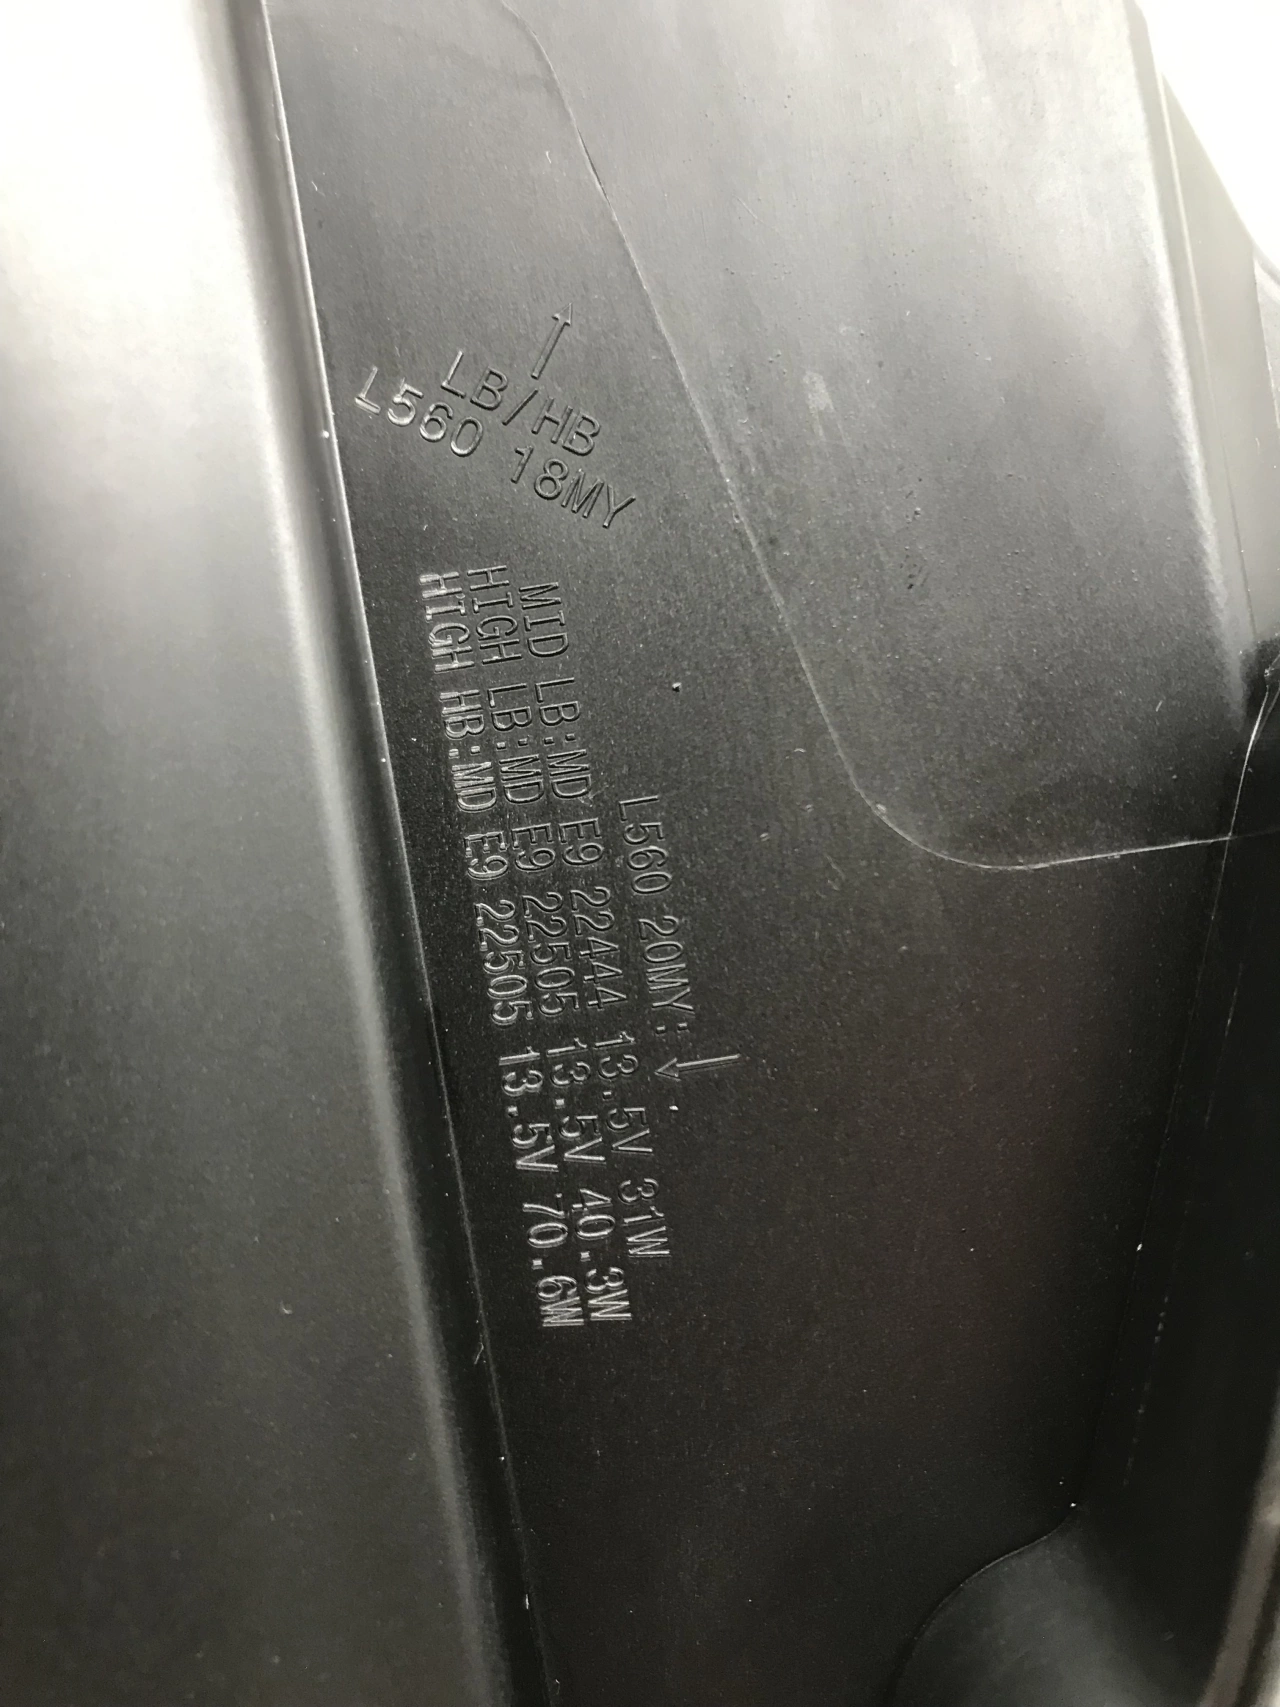 ↑
LB/HB
L560 18MY
L560 20MY: ↓
MID LB:MD E9 22444 13.5V 31W
HIGH LB:MD E9 22505 13.5V 40.3W
HIGH HB:MD E9 22505 13.5V 70.6W